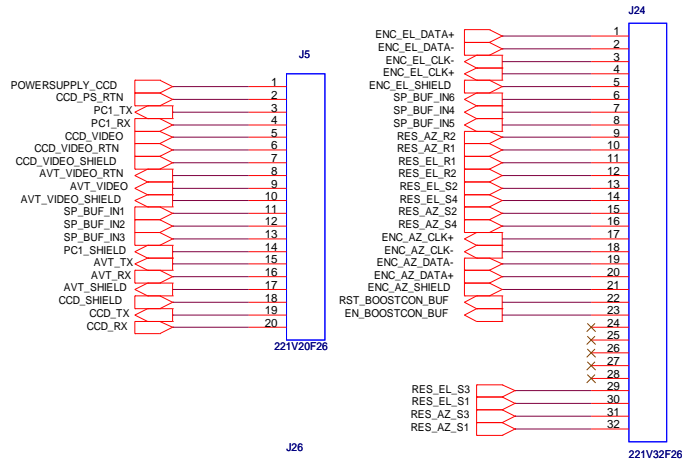 J5
POWERSUPPLY_CCD 1
CCD_PS_RTN 2
PC1_TX 3
PC1_RX 4
CCD_VIDEO 5
CCD_VIDEO_RTN 6
CCD_VIDEO_SHIELD 7
AVT_VIDEO_RTN 8
AVT_VIDEO 9
AVT_VIDEO_SHIELD 10
SP_BUF_IN1 11
SP_BUF_IN2 12
SP_BUF_IN3 13
PC1_SHIELD 14
AVT_TX 15
AVT_RX 16
AVT_SHIELD 17
CCD_SHIELD 18
CCD_TX 19
CCD_RX 20
221V20F26
J26
J24
ENC_EL_DATA+ 1
ENC_EL_DATA- 2
ENC_EL_CLK- 3
ENC_EL_CLK+ 4
ENC_EL_SHIELD 5
SP_BUF_IN6 6
SP_BUF_IN4 7
SP_BUF_IN5 8
RES_AZ_R2 9
RES_AZ_R1 10
RES_EL_R1 11
RES_EL_R2 12
RES_EL_S2 13
RES_EL_S4 14
RES_AZ_S2 15
RES_AZ_S4 16
ENC_AZ_CLK+ 17
ENC_AZ_CLK- 18
ENC_AZ_DATA- 19
ENC_AZ_DATA+ 20
ENC_AZ_SHIELD 21
RST_BOOSTCON_BUF 22
EN_BOOSTCON_BUF 23
24
25
26
27
28
RES_EL_S3 29
RES_EL_S1 30
RES_AZ_S3 31
RES_AZ_S1 32
221V32F26